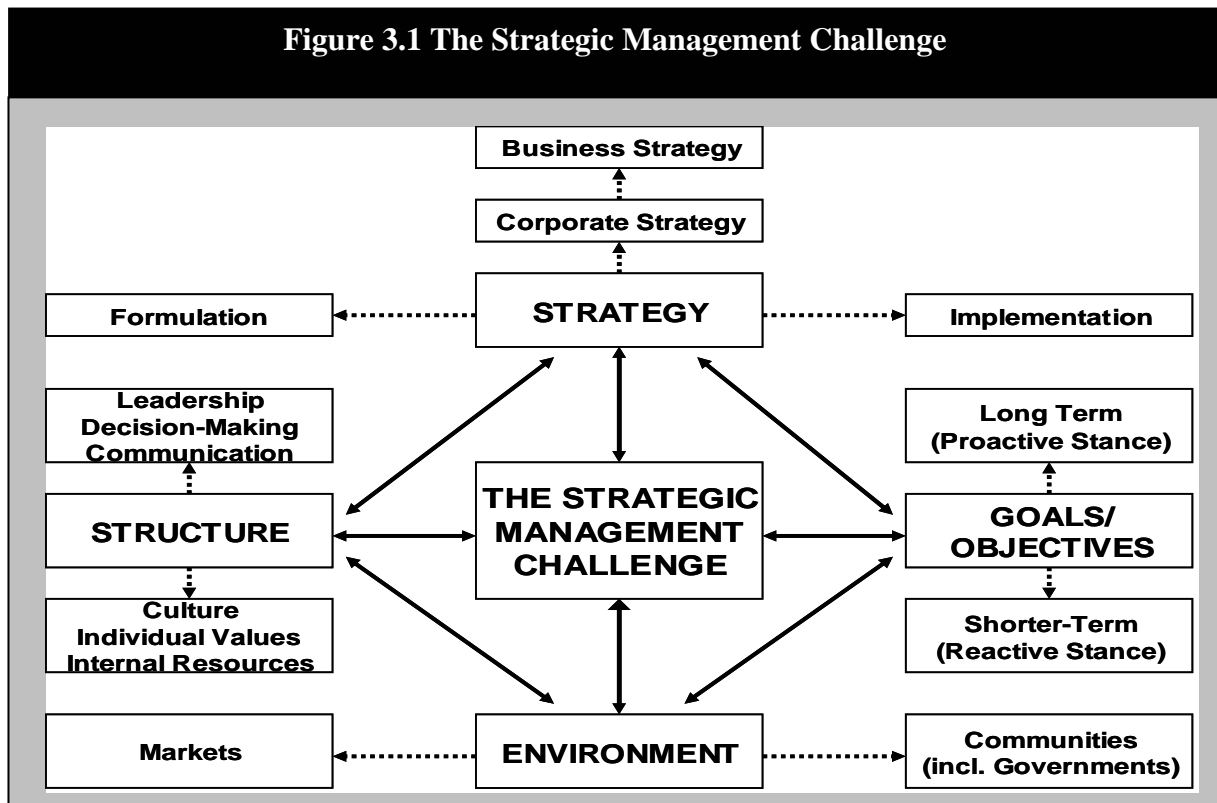 Figure 3.1 The Strategic Management Challenge
Business Strategy
Corporate Strategy
Formulation
STRATEGY
Implementation
Leadership
Decision-Making
Communication
Long Term
(Proactive Stance)
STRUCTURE
THE STRATEGIC
MANAGEMENT
CHALLENGE
GOALS/
OBJECTIVES
Culture
Individual Values
Internal Resources
Shorter-Term
(Reactive Stance)
Markets
ENVIRONMENT
Communities
(incl. Governments)